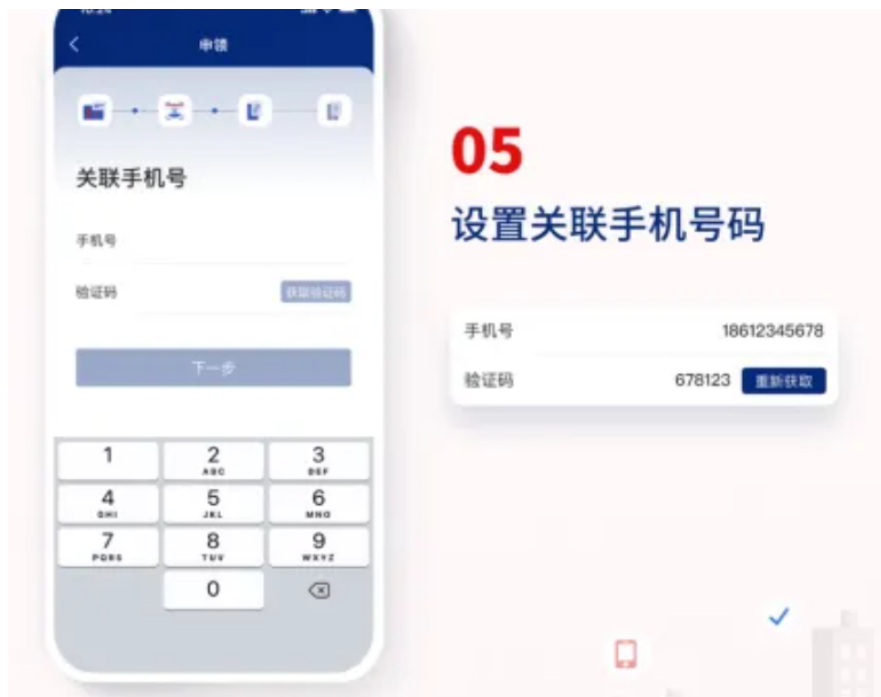 申领
关联手机号
手机号
验证码
获取验证码
下一步
1
2
ABC
3
DEF
4
GHI
5
JKL
6
MNO
7
PQRS
8
TUV
9
WXYZ
0
05
设置关联手机号码
手机号 18612345678
验证码 678123 重新获取